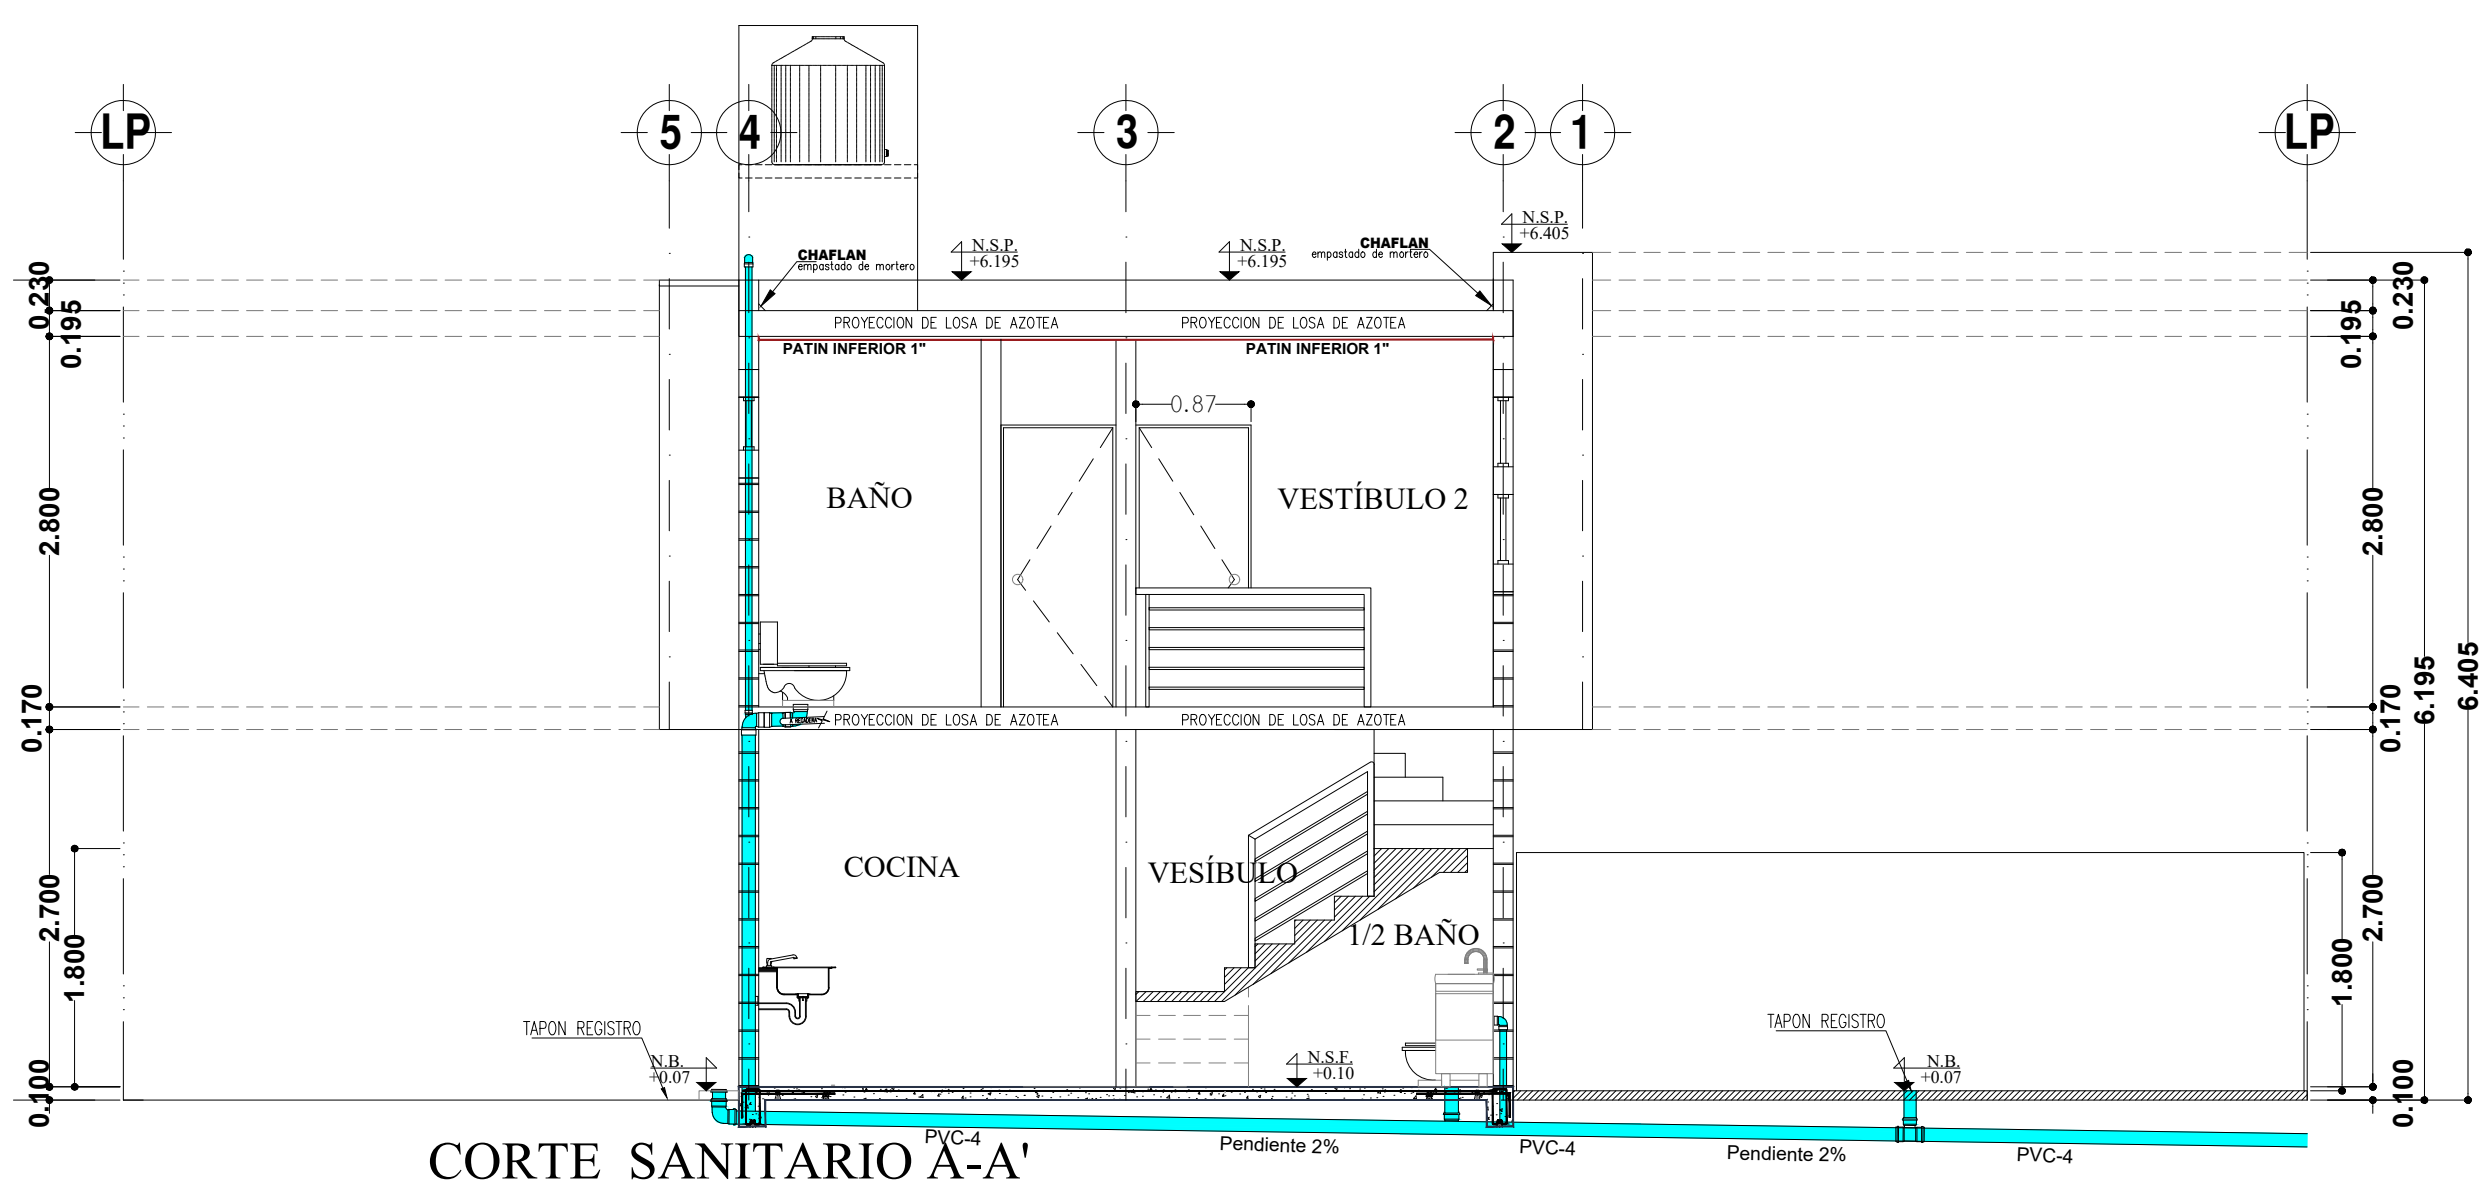 LP
5
4
3
2
1
LP
N.S.P.
+6.405
CHAFLAN
empastado de mortero
N.S.P.
+6.195
N.S.P.
+6.195
CHAFLAN
empastado de mortero
0.230
0.195
0.230
0.195
PROYECCION DE LOSA DE AZOTEA
PROYECCION DE LOSA DE AZOTEA
PATIN INFERIOR 1"
PATIN INFERIOR 1"
0.87
BAÑO
VESTÍBULO 2
2.800
2.800
6.195
6.405
0.170
0.170
PROYECCION DE LOSA DE AZOTEA
PROYECCION DE LOSA DE AZOTEA
COCINA
VESÍBULO
1/2 BAÑO
2.700
1.800
2.700
1.800
TAPON REGISTRO
TAPON REGISTRO
N.B.
+0.07
N.S.F.
+0.10
N.B.
+0.07
0.100
0.100
PVC-4
Pendiente 2%
PVC-4
Pendiente 2%
PVC-4
CORTE SANITARIO A-A'